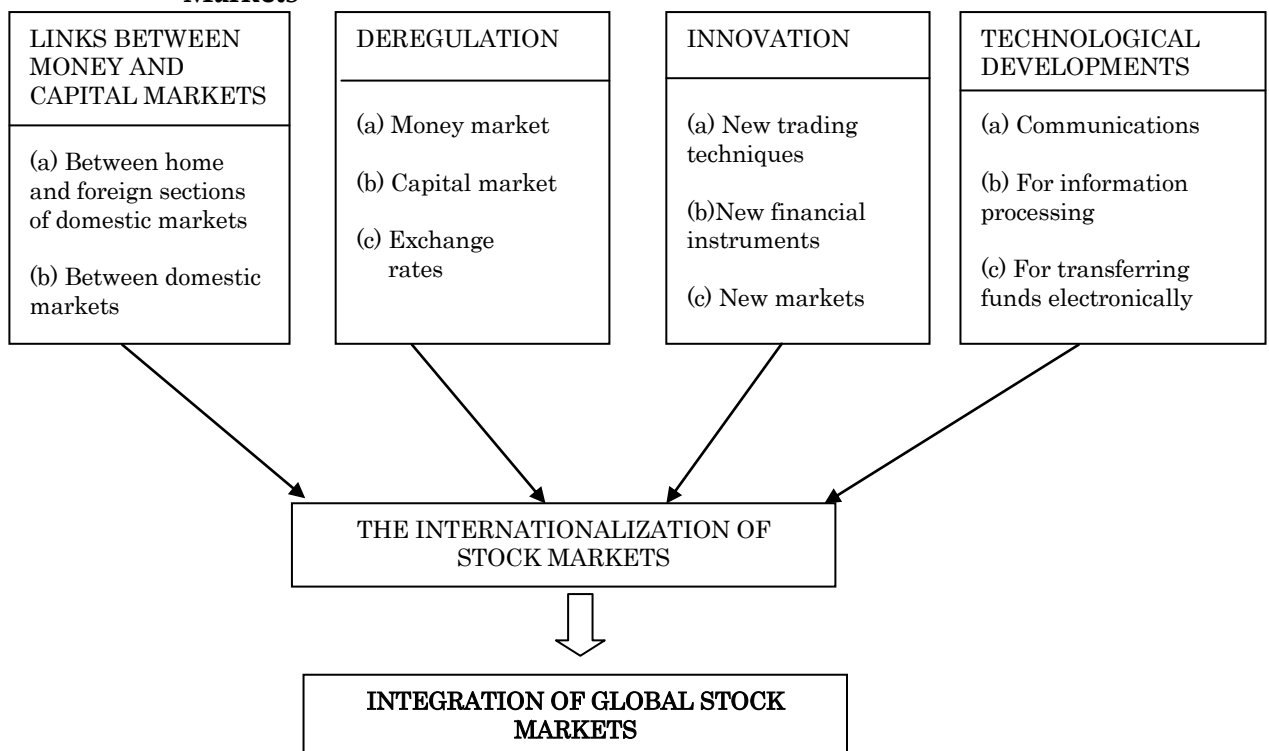 Markets
LINKS BETWEEN
MONEY AND
CAPITAL MARKETS
(a) Between home
and foreign sections
of domestic markets
(b) Between domestic
markets
DEREGULATION
(a) Money market
(b) Capital market
(c) Exchange
rates
INNOVATION
(a) New trading
techniques
(b)New financial
instruments
(c) New markets
TECHNOLOGICAL
DEVELOPMENTS
(a) Communications
(b) For information
processing
(c) For transferring
funds electronically
THE INTERNATIONALIZATION OF
STOCK MARKETS
INTEGRATION OF GLOBAL STOCK
MARKETS